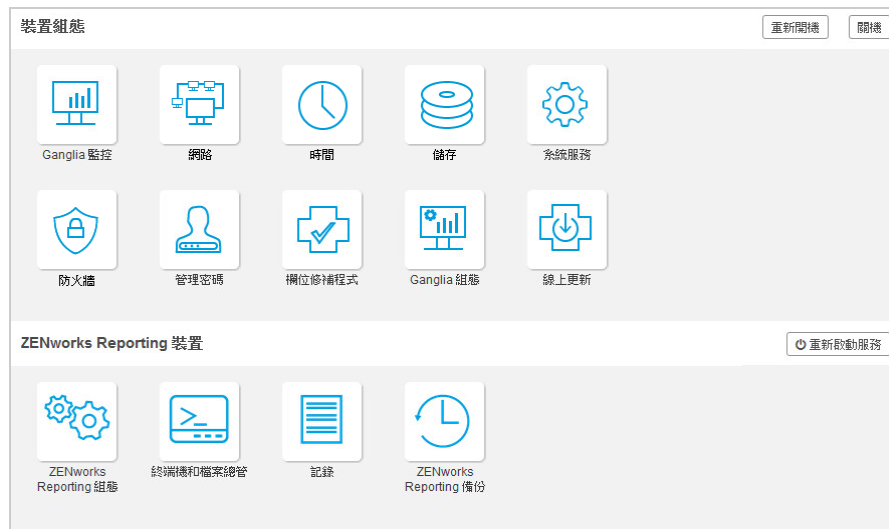 裝置組態
重新開機
關機
Ganglia 監控
網路
時間
儲存
系統服務
防火牆
管理密碼
欄位修補程式
Ganglia 組態
線上更新
ZENworks Reporting 裝置
重新啟動服務
ZENworks
Reporting 組態
終端機和檔案總管
記錄
ZENworks
Reporting 備份